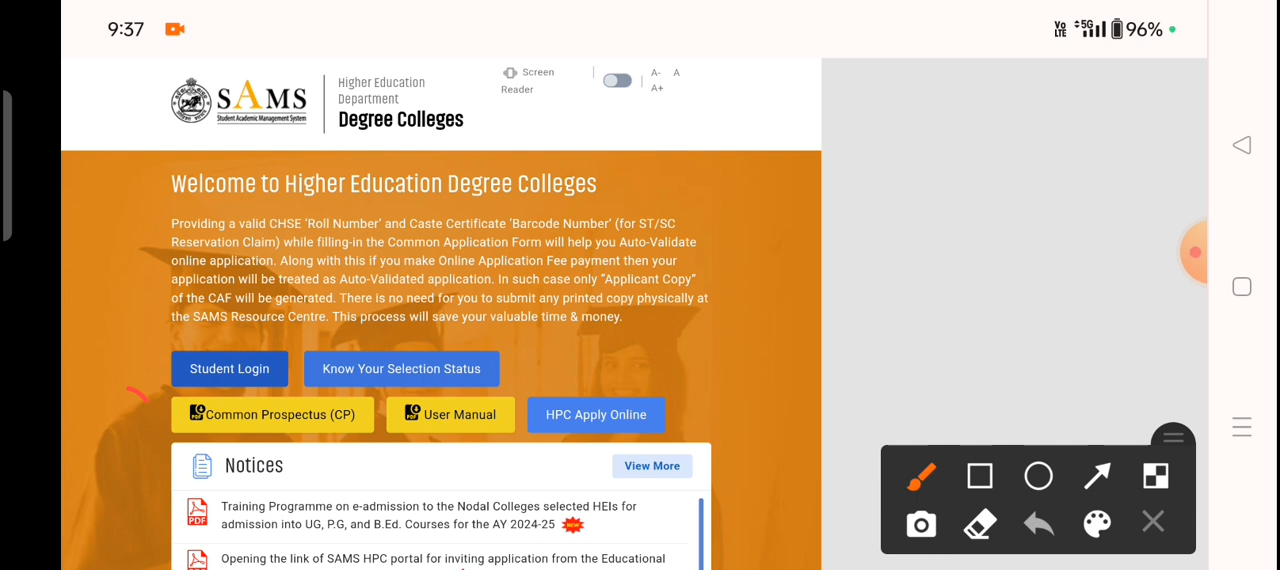 9:37
Vo LTE 5G 96%
SAMS
Student Academic Management System
Higher Education
Department
Degree Colleges
Screen
Reader
A- A
A+
Welcome to Higher Education Degree Colleges
Providing a valid CHSE 'Roll Number' and Caste Certificate 'Barcode Number' (for ST/SC
Reservation Claim) while filling-in the Common Application Form will help you Auto-Validate
online application. Along with this if you make Online Application Fee payment then your
application will be treated as Auto-Validated application. In such case only "Applicant Copy"
of the CAF will be generated. There is no need for you to submit any printed copy physically at
the SAMS Resource Centre. This process will save your valuable time & money.
Student Login
Know Your Selection Status
Common Prospectus (CP)
User Manual
HPC Apply Online
Notices
View More
PDF
Training Programme on e-admission to the Nodal Colleges selected HEIs for
admission into UG, P.G, and B.Ed. Courses for the AY 2024-25 NEW
PDF
Opening the link of SAMS HPC portal for inviting application from the Educational